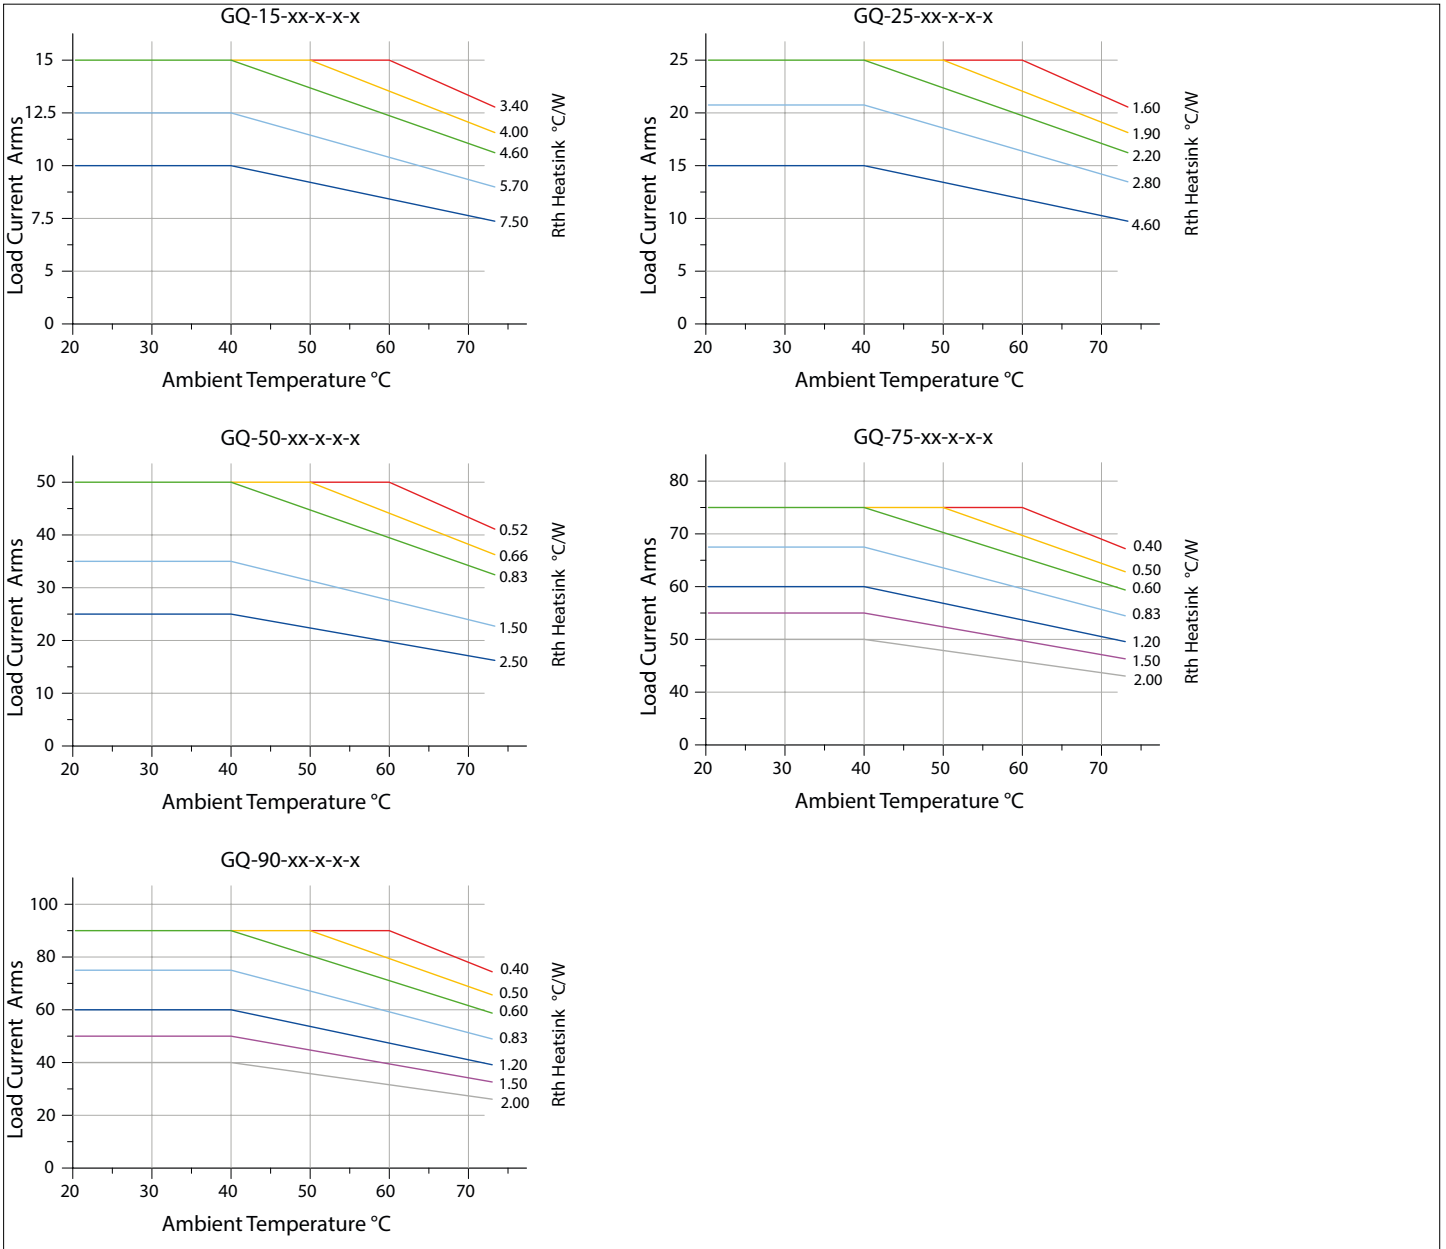 GQ-15-xx-x-x-x
Load Current Arms
15
12.5
10
7.5
5
0
20 30 40 50 60 70
Ambient Temperature °C
3.40
4.00
4.60
5.70
7.50
Rth Heatsink °C/W
GQ-25-xx-x-x-x
Load Current Arms
25
20
15
10
5
0
20 30 40 50 60 70
Ambient Temperature °C
1.60
1.90
2.20
2.80
4.60
Rth Heatsink °C/W
GQ-50-xx-x-x-x
Load Current Arms
50
40
30
20
10
0
20 30 40 50 60 70
Ambient Temperature °C
0.52
0.66
0.83
1.50
2.50
Rth Heatsink °C/W
GQ-75-xx-x-x-x
Load Current Arms
80
70
60
50
40
0
20 30 40 50 60 70
Ambient Temperature °C
0.40
0.50
0.60
0.83
1.20
1.50
2.00
Rth Heatsink °C/W
GQ-90-xx-x-x-x
Load Current Arms
100
80
60
40
20
0
20 30 40 50 60 70
Ambient Temperature °C
0.40
0.50
0.60
0.83
1.20
1.50
2.00
Rth Heatsink °C/W